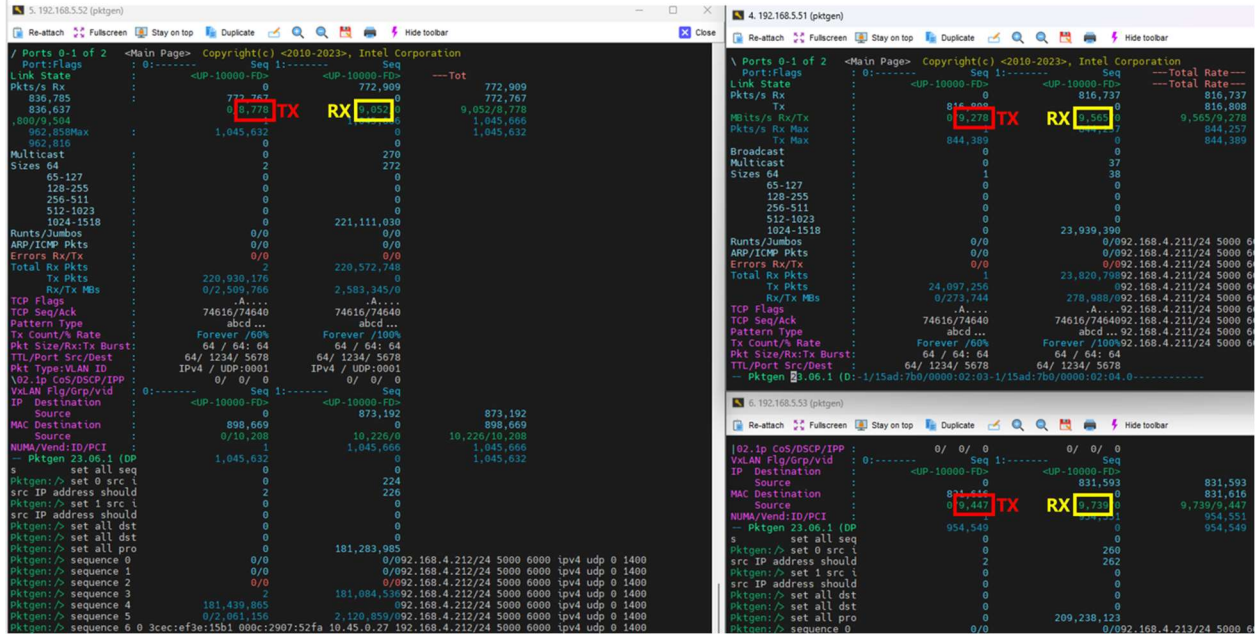 5. 192.168.5.52 (pktgen)
Re-attach Fullscreen Stay on top Duplicate Hide toolbar Close
/ Ports 0-1 of 2 <Main Page> Copyright(c) <2010-2023>, Intel Corporation
Port:Flags : 0:------- Seq 1:------- Seq
Link State : <UP-10000-FD> <UP-10000-FD> ---Tot
Pkts/s Rx : 0 772,909 772,909
836,785 : 772,767 0 772,767
836,637 0/8,778 TX RX 9,052/0 9,052/8,778
,800/9,504 1,045,666
962,858Max : 1,045,632 0 1,045,632
962,816 0 0
Multicast : 0 270
Sizes 64 : 2 272
65-127 : 0 0
128-255 : 0 0
256-511 : 0 0
512-1023 : 0 0
1024-1518 : 0 221,111,030
Runts/Jumbos : 0/0 0/0
ARP/ICMP Pkts : 0/0 0/0
Errors Rx/Tx : 0/0 0/0
Total Rx Pkts : 2 220,572,748
Tx Pkts : 220,930,176 0
Rx/Tx MBs : 0/2,509,766 2,583,345/0
TCP Flags : .A.... .A....
TCP Seq/Ack : 74616/74640 74616/74640
Pattern Type : abcd... abcd...
Tx Count/% Rate : Forever /60% Forever /100%
Pkt Size/Rx:Tx Burst: 64 / 64: 64 64 / 64: 64
TTL/Port Src/Dest : 64/ 1234/ 5678 64/ 1234/ 5678
Pkt Type:VLAN ID : IPv4 / UDP:0001 IPv4 / UDP:0001
\02.1p CoS/DSCP/IPP : 0/ 0/ 0 0/ 0/ 0
VxLAN Flg/Grp/vid : 0:------- Seq 1:------- Seq
IP Destination : <UP-10000-FD> <UP-10000-FD>
Source : 0 873,192 873,192
MAC Destination : 898,669 0 898,669
Source : 0/10,208 10,226/0 10,226/10,208
NUMA/Vend:ID/PCI : 1 1,045,666 1,045,666
-- Pktgen 23.06.1 (DP 1,045,632 0 1,045,632
s set all seq 0 0
Pktgen:/> set 0 src i 0 224
src IP address should 2 226
Pktgen:/> set 1 src i 0 0
src IP address should 0 0
Pktgen:/> set all dst 0 0
Pktgen:/> set all dst 0 0
Pktgen:/> set all pro 0 181,283,985
Pktgen:/> sequence 0 0/0 0/092.168.4.212/24 5000 6000 ipv4 udp 0 1400
Pktgen:/> sequence 1 0/0 0/092.168.4.212/24 5000 6000 ipv4 udp 0 1400
Pktgen:/> sequence 2 0/0 0/092.168.4.212/24 5000 6000 ipv4 udp 0 1400
Pktgen:/> sequence 3 2 181,084,53692.168.4.212/24 5000 6000 ipv4 udp 0 1400
Pktgen:/> sequence 4 181,439,865 092.168.4.212/24 5000 6000 ipv4 udp 0 1400
Pktgen:/> sequence 5 0/2,061,156 2,120,859/092.168.4.212/24 5000 6000 ipv4 udp 0 1400
Pktgen:/> sequence 6 0 3cec:ef3e:15b1 000c:2907:52fa 10.45.0.27 192.168.4.212/24 5000 6000 ipv4 udp 0 1400
4. 192.168.5.51 (pktgen)
Re-attach Fullscreen Stay on top Duplicate Hide toolbar
\ Ports 0-1 of 2 <Main Page> Copyright(c) <2010-2023>, Intel Corporation
Port:Flags : 0:------- Seq 1:------- Seq ---Total Rate---
Link State : <UP-10000-FD> <UP-10000-FD> ---Total Rate---
Pkts/s Rx : 0 816,737 816,737
Tx : 816,808 0 816,808
MBits/s Rx/Tx : 0/9,278 TX RX 9,565/0 9,565/9,278
Pkts/s Rx Max : 1 844,257 844,257
Tx Max : 844,389 0 844,389
Broadcast : 0 0
Multicast : 0 37
Sizes 64 : 1 38
65-127 : 0 0
128-255 : 0 0
256-511 : 0 0
512-1023 : 0 0
1024-1518 : 0 23,939,390
Runts/Jumbos : 0/0 0/092.168.4.211/24 5000 6
ARP/ICMP Pkts : 0/0 0/092.168.4.211/24 5000 6
Errors Rx/Tx : 0/0 0/092.168.4.211/24 5000 6
Total Rx Pkts : 1 23,820,79892.168.4.211/24 5000 6
Tx Pkts : 24,097,256 092.168.4.211/24 5000 6
Rx/Tx MBs : 0/273,744 278,988/092.168.4.211/24 5000 6
TCP Flags : .A.... .A....92.168.4.211/24 5000 6
TCP Seq/Ack : 74616/74640 74616/7464092.168.4.211/24 5000 6
Pattern Type : abcd... abcd...92.168.4.211/24 5000 6
Tx Count/% Rate : Forever /60% Forever /100%92.168.4.211/24 5000 6
Pkt Size/Rx:Tx Burst: 64 / 64: 64 64 / 64: 64
TTL/Port Src/Dest : 64/ 1234/ 5678 64/ 1234/ 5678
-- Pktgen 23.06.1 (D:-1/15ad:7b0/0000:02:03-1/15ad:7b0/0000:02:04.0------------
6. 192.168.5.53 (pktgen)
Re-attach Fullscreen Stay on top Duplicate Hide toolbar
|02.1p CoS/DSCP/IPP : 0/ 0/ 0 0/ 0/ 0
VxLAN Flg/Grp/vid : 0:------- Seq 1:------- Seq
IP Destination : <UP-10000-FD> <UP-10000-FD>
Source : 0 831,593 831,593
MAC Destination : 831,616 0 831,616
Source : 0/9,447 TX RX 9,739/0 9,739/9,447
NUMA/Vend:ID/PCI : 954,551 954,551
-- Pktgen 23.06.1 (DP 954,549 0 954,549
s set all seq 0 0
Pktgen:/> set 0 src i 0 260
src IP address should 2 262
Pktgen:/> set 1 src i 0 0
src IP address should 0 0
Pktgen:/> set all dst 0 0
Pktgen:/> set all dst 0 0
Pktgen:/> set all pro 0 209,238,123
Pktgen:/> sequence 0 0/0 0/092.168.4.213/24 5000 6